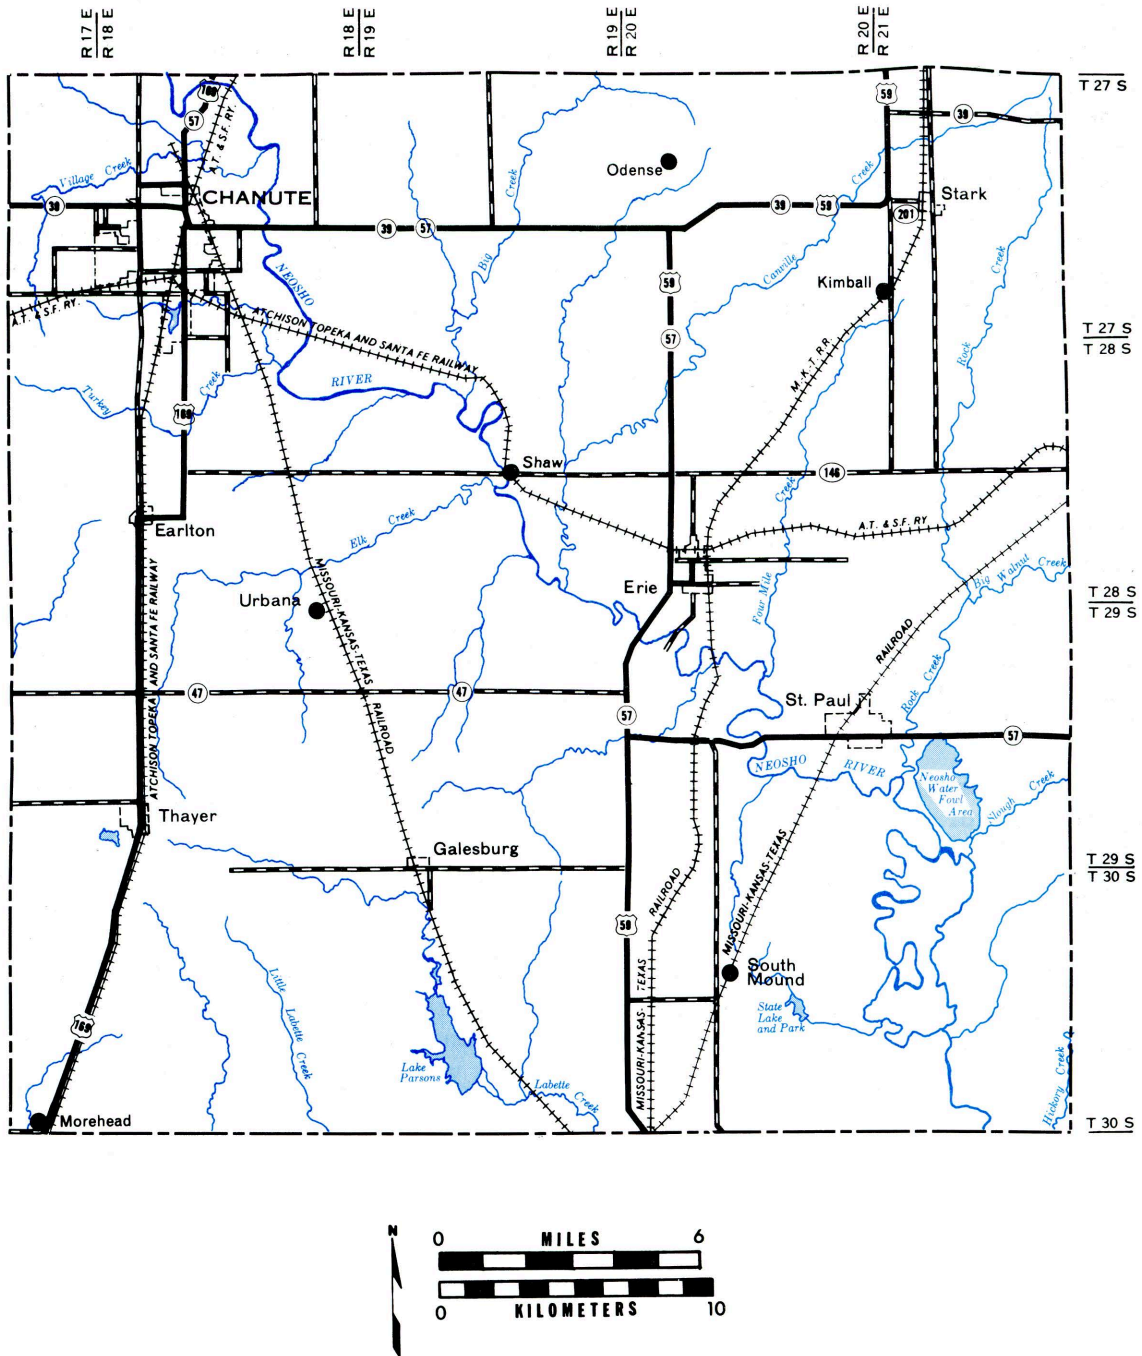 R 17 E
R 18 E
R 18 E
R 19 E
R 19 E
R 20 E
R 20 E
R 21 E
T 27 S
169
57
A.T. & S.F. RY.
59
39
Village Creek
Odense
Creek
Creek
Stark
39
CHANUTE
39
57
39
59
201
NEOSHO
Big
Canville
Creek
Kimball
59
A.T. & S.F. RY.
ATCHISON TOPEKA AND SANTA FE RAILWAY
T 27 S
T 28 S
57
M.-K.-T. R.R.
Rock
RIVER
Turkey
Creek
169
Shaw
146
Creek
Earlton
Elk Creek
A.T. & S.F. RY
Erie
Four Mile
Big Walnut Creek
T 28 S
T 29 S
Urbana
MISSOURI-KANSAS-TEXAS RAILROAD
ATCHISON TOPEKA AND SANTA FE RAILWAY
RAILROAD
Rock Creek
47
47
St. Paul
57
57
NEOSHO RIVER
Neosho
Water
Fowl
Area
Slough Creek
Thayer
Galesburg
MISSOURI-KANSAS-TEXAS
T 29 S
T 30 S
RAILROAD
59
South
Mound
MISSOURI-KANSAS- TEXAS
State
Lake
and Park
Little Labette Creek
169
Lake
Parsons
Labette
Creek
Hickory Creek
Morehead
T 30 S
N
0 MILES 6
0 KILOMETERS 10